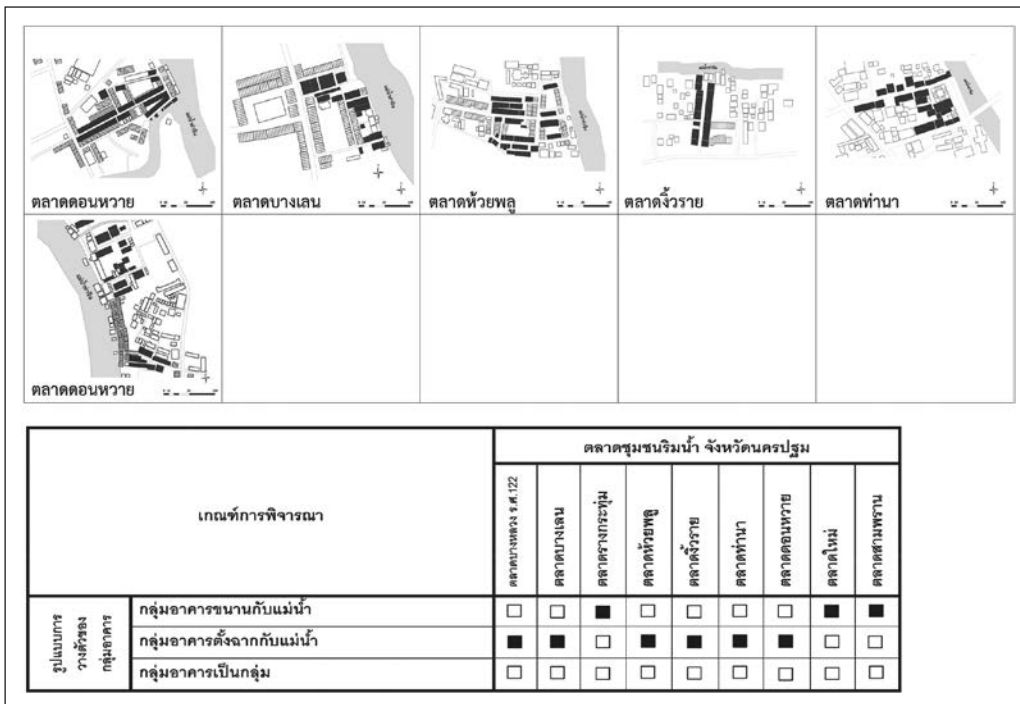 ตลาดดอนหวาย
ตลาดบางเลน
ตลาดห้วยพลู
ตลาดงิ้วราย
ตลาดท่านา
ตลาดดอนหวาย
เกณฑ์การพิจารณา
ตลาดชุมชนริมน้ำ จังหวัดนครปฐม
ตลาดบางหลวง ร.ศ.122
ตลาดบางเลน
ตลาดรางกระทุ่ม
ตลาดห้วยพลู
ตลาดงิ้วราย
ตลาดท่านา
ตลาดดอนหวาย
ตลาดใหม่
ตลาดสามพราน
รูปแบบการ
วางตัวของ
กลุ่มอาคาร
กลุ่มอาคารขนานกับแม่น้ำ
กลุ่มอาคารตั้งฉากกับแม่น้ำ
กลุ่มอาคารเป็นกลุ่ม